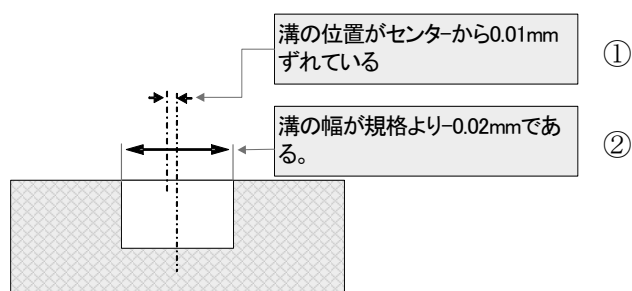 溝の位置がセンターから0.01mm
ずれている
①
溝の幅が規格より-0.02mmであ
る。
②